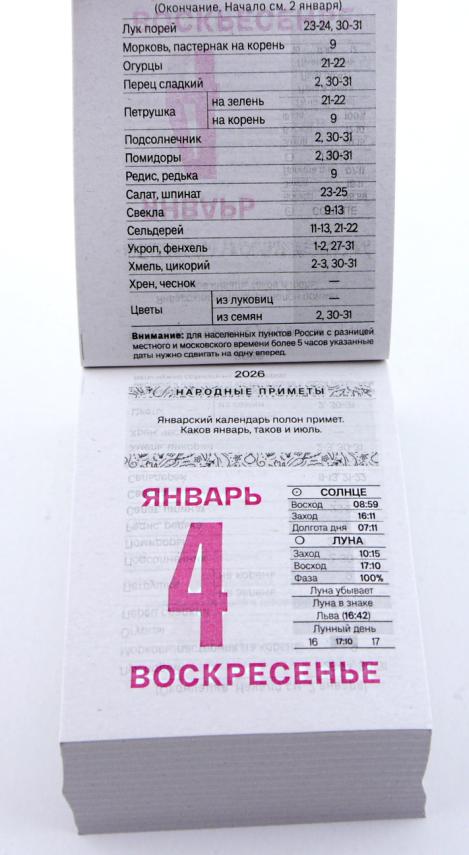 (Окончание, Начало см. 2 января)
Лук порей 23-24, 30-31
Морковь, пастернак на корень 9
Огурцы 21-22
Перец сладкий 2, 30-31
Петрушка на зелень 21-22
на корень 9
Подсолнечник 2, 30-31
Помидоры 2, 30-31
Редис, редька 9
Салат, шпинат 23-25
Свекла 9-13
Сельдерей 11-13, 21-22
Укроп, фенхель 1-2, 27-31
Хмель, цикорий 2-3, 30-31
Хрен, чеснок —
Цветы из луковиц —
из семян 2, 30-31
Внимание: для населенных пунктов России с разницей
местного и московского времени более 5 часов указанные
даты нужно сдвигать на одну вперед.
2026
НАРОДНЫЕ ПРИМЕТЫ
Январский календарь полон примет.
Каков январь, таков и июль.
ЯНВАРЬ
4
ВОСКРЕСЕНЬЕ
СОЛНЦЕ
Восход 08:59
Заход 16:11
Долгота дня 07:11
ЛУНА
Заход 10:15
Восход 17:10
Фаза 100%
Луна убывает
Луна в знаке
Льва (16:42)
Лунный день
16 17:10 17